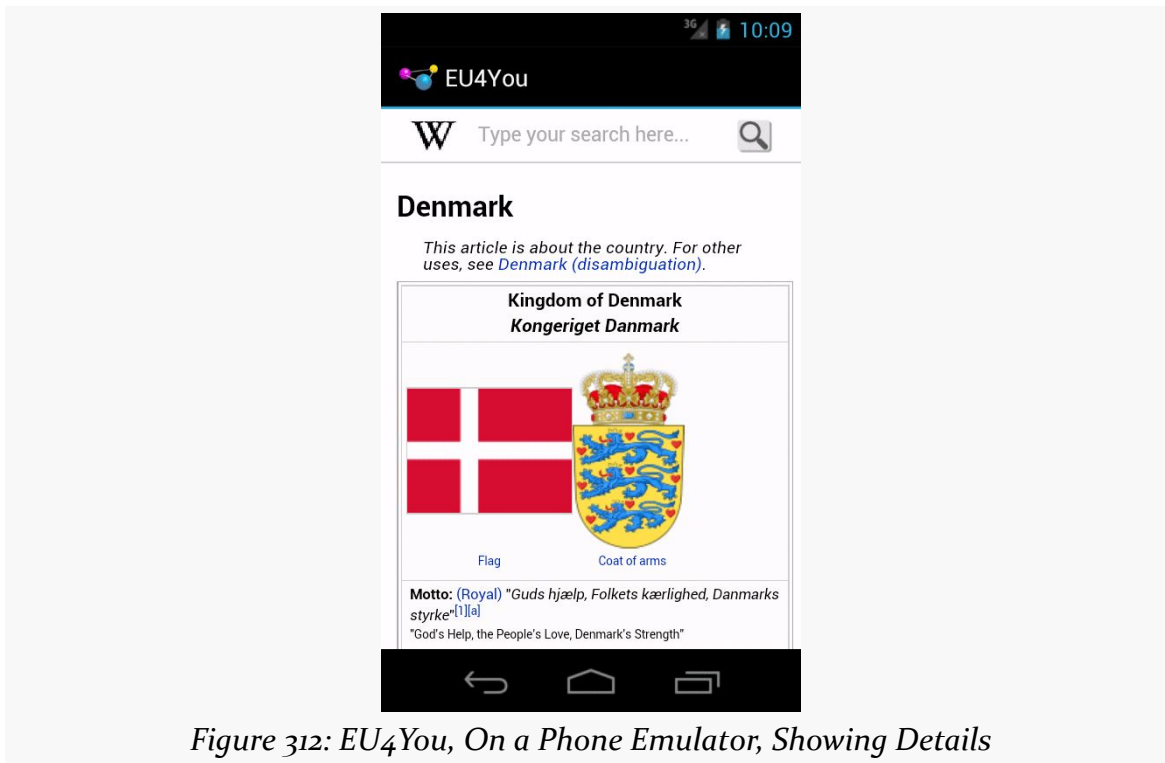 3G 10:09
EU4You
W Type your search here...
Denmark
This article is about the country. For other
uses, see Denmark (disambiguation).
Kingdom of Denmark
Kongeriget Danmark
Flag Coat of arms
Motto: (Royal) "Guds hjælp, Folkets kærlighed, Danmarks
styrke"[1][a]
"God's Help, the People's Love, Denmark's Strength"
Figure 312: EU4You, On a Phone Emulator, Showing Details